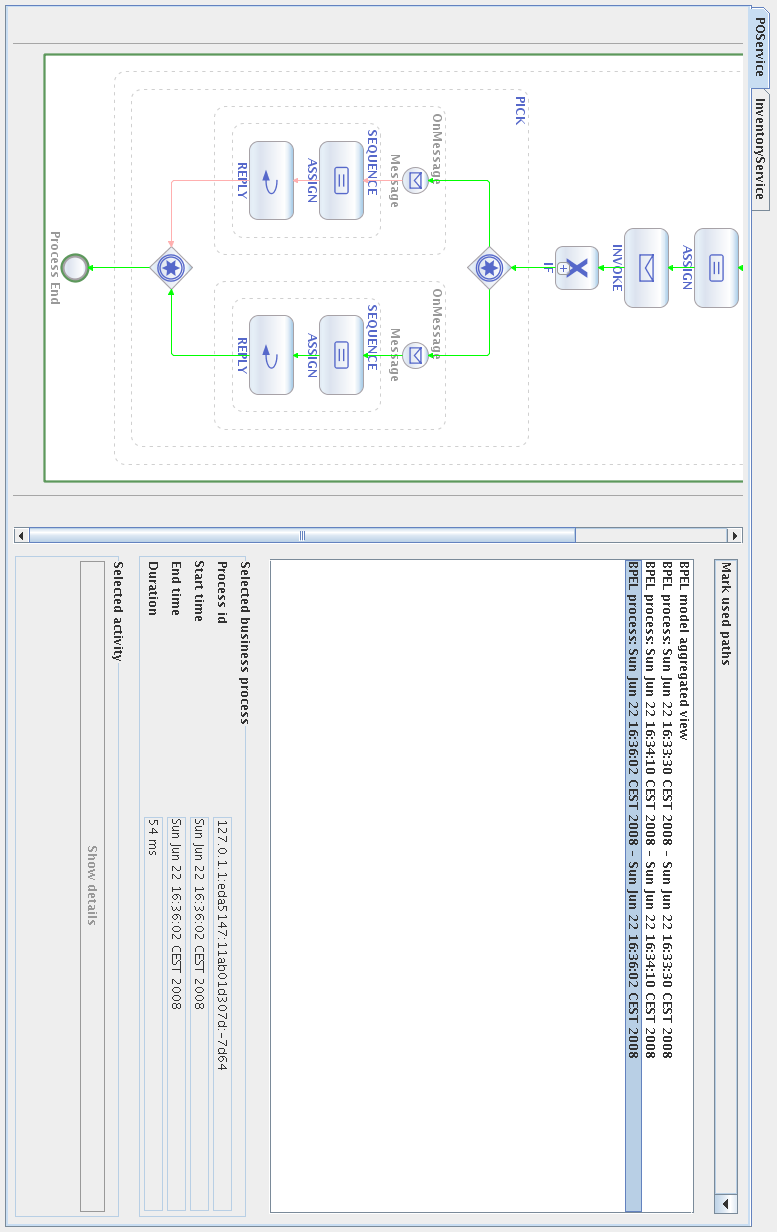 POService
InventoryService
ASSIGN
INVOKE
IF
PICK
OnMessage
Message
SEQUENCE
ASSIGN
REPLY
OnMessage
Message
SEQUENCE
ASSIGN
REPLY
Process End
Mark used paths
BPEL model aggregated view
BPEL process: Sun Jun 22 16:33:30 CEST 2008 - Sun Jun 22 16:33:30 CEST 2008
BPEL process: Sun Jun 22 16:34:10 CEST 2008 - Sun Jun 22 16:34:10 CEST 2008
BPEL process: Sun Jun 22 16:36:02 CEST 2008 - Sun Jun 22 16:36:02 CEST 2008
Selected business process
Process id 127.0.1.1:eda5147:11ab01d307d:-7d64
Start time Sun Jun 22 16:36:02 CEST 2008
End time Sun Jun 22 16:36:02 CEST 2008
Duration 54 ms
Selected activity
Show details